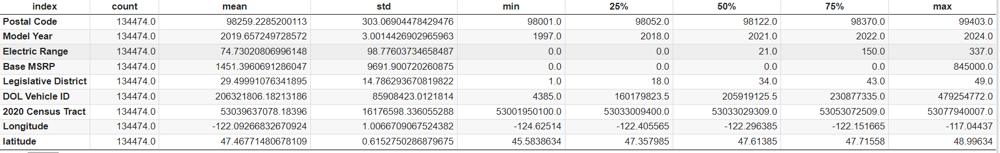 index count mean std min 25% 50% 75% max
Postal Code 134474.0 98259.2285200113 303.06904478429476 98001.0 98052.0 98122.0 98370.0 99403.0
Model Year 134474.0 2019.657249728572 3.0014426902965963 1997.0 2018.0 2021.0 2022.0 2024.0
Electric Range 134474.0 74.73020806996148 98.77603734658487 0.0 0.0 21.0 150.0 337.0
Base MSRP 134474.0 1451.3960691286047 9691.900720260875 0.0 0.0 0.0 0.0 845000.0
Legislative District 134474.0 29.49991076341895 14.786293670819822 1.0 18.0 34.0 43.0 49.0
DOL Vehicle ID 134474.0 206321806.18213186 85908423.0121814 4385.0 160179823.5 205919125.5 230877335.0 479254772.0
2020 Census Tract 134474.0 53039637078.18396 16176598.336055288 53001950100.0 53033009400.0 53033029309.0 53053072509.0 53077940007.0
Longitude 134474.0 -122.09266832670924 1.0066709067524382 -124.62514 -122.405565 -122.296385 -122.151665 -117.04437
latitude 134474.0 47.46771480678109 0.6152750286879675 45.5838634 47.357985 47.61385 47.71558 48.99634